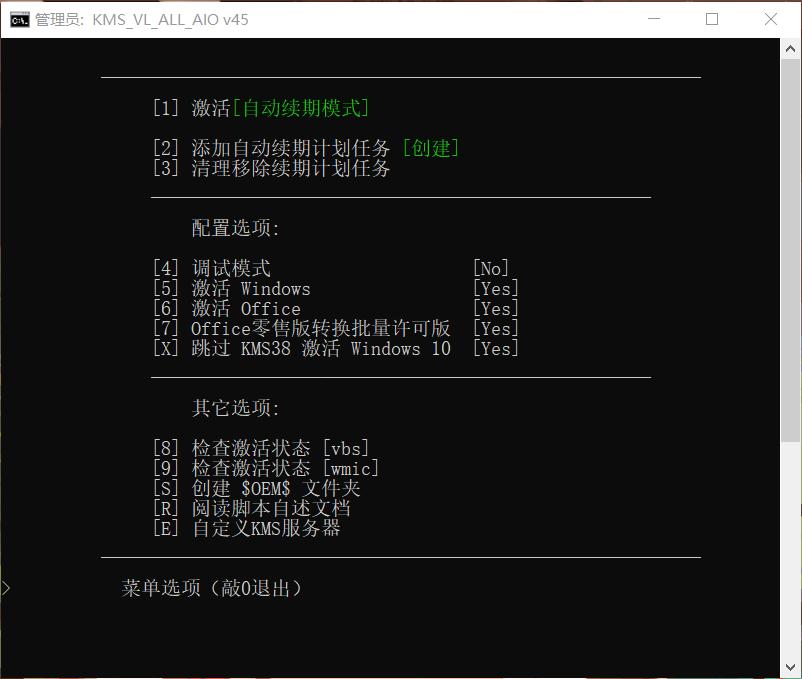 管理员: KMS_VL_ALL_AIO v45
[1] 激活[自动续期模式]
[2] 添加自动续期计划任务 [创建]
[3] 清理移除续期计划任务
配置选项:
[4] 调试模式 [No]
[5] 激活 Windows [Yes]
[6] 激活 Office [Yes]
[7] Office零售版转换批量许可版 [Yes]
[X] 跳过 KMS38 激活 Windows 10 [Yes]
其它选项:
[8] 检查激活状态 [vbs]
[9] 检查激活状态 [wmic]
[S] 创建 $OEM$ 文件夹
[R] 阅读脚本自述文档
[E] 自定义KMS服务器
> 菜单选项（敲0退出）